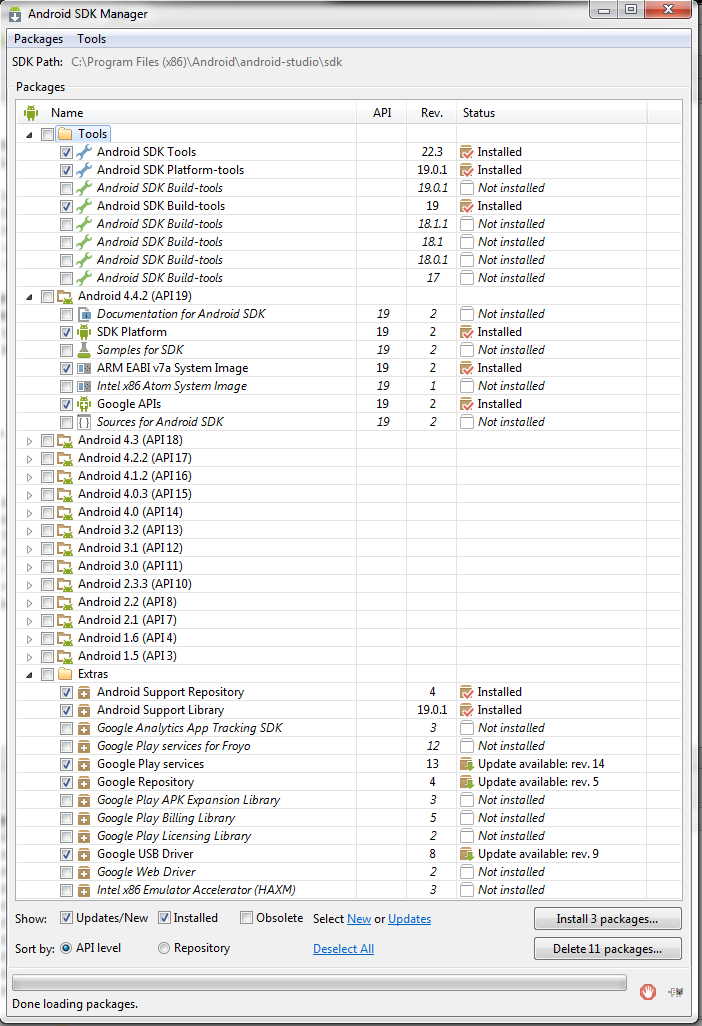 Android SDK Manager
Packages Tools
SDK Path: C:\Program Files (x86)\Android\android-studio\sdk
Packages
Name API Rev. Status
Tools
Android SDK Tools 22.3 Installed
Android SDK Platform-tools 19.0.1 Installed
Android SDK Build-tools 19.0.1 Not installed
Android SDK Build-tools 19 Installed
Android SDK Build-tools 18.1.1 Not installed
Android SDK Build-tools 18.1 Not installed
Android SDK Build-tools 18.0.1 Not installed
Android SDK Build-tools 17 Not installed
Android 4.4.2 (API 19)
Documentation for Android SDK 19 2 Not installed
SDK Platform 19 2 Installed
Samples for SDK 19 2 Not installed
ARM EABI v7a System Image 19 2 Installed
Intel x86 Atom System Image 19 1 Not installed
Google APIs 19 2 Installed
Sources for Android SDK 19 2 Not installed
Android 4.3 (API 18)
Android 4.2.2 (API 17)
Android 4.1.2 (API 16)
Android 4.0.3 (API 15)
Android 4.0 (API 14)
Android 3.2 (API 13)
Android 3.1 (API 12)
Android 3.0 (API 11)
Android 2.3.3 (API 10)
Android 2.2 (API 8)
Android 2.1 (API 7)
Android 1.6 (API 4)
Android 1.5 (API 3)
Extras
Android Support Repository 4 Installed
Android Support Library 19.0.1 Installed
Google Analytics App Tracking SDK 3 Not installed
Google Play services for Froyo 12 Not installed
Google Play services 13 Update available: rev. 14
Google Repository 4 Update available: rev. 5
Google Play APK Expansion Library 3 Not installed
Google Play Billing Library 5 Not installed
Google Play Licensing Library 2 Not installed
Google USB Driver 8 Update available: rev. 9
Google Web Driver 2 Not installed
Intel x86 Emulator Accelerator (HAXM) 3 Not installed
Show: Updates/New Installed Obsolete Select New or Updates Install 3 packages...
Sort by: API level Repository Deselect All Delete 11 packages...
Done loading packages.